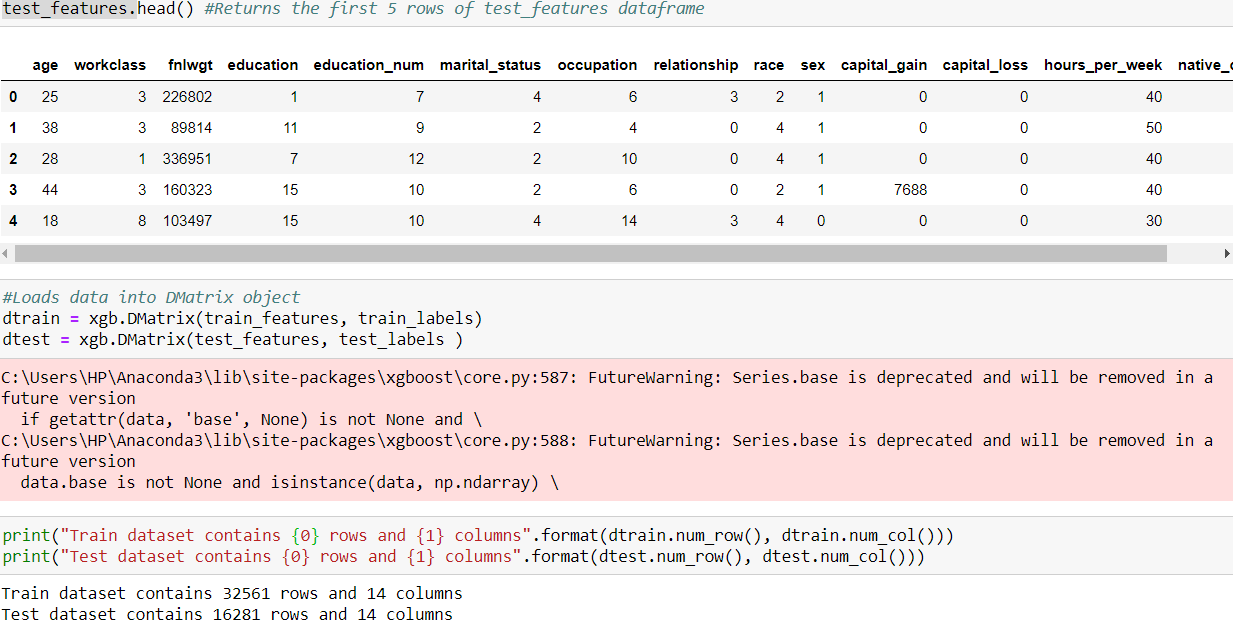 test_features.head() #Returns the first 5 rows of test_features dataframe
age workclass fnlwgt education education_num marital_status occupation relationship race sex capital_gain capital_loss hours_per_week native_
0 25 3 226802 1 7 4 6 3 2 1 0 0 40
1 38 3 89814 11 9 2 4 0 4 1 0 0 50
2 28 1 336951 7 12 2 10 0 4 1 0 0 40
3 44 3 160323 15 10 2 6 0 2 1 7688 0 40
4 18 8 103497 15 10 4 14 3 4 0 0 0 30
#Loads data into DMatrix object
dtrain = xgb.DMatrix(train_features, train_labels)
dtest = xgb.DMatrix(test_features, test_labels )
C:\Users\HP\Anaconda3\lib\site-packages\xgboost\core.py:587: FutureWarning: Series.base is deprecated and will be removed in a
future version
  if getattr(data, 'base', None) is not None and \
C:\Users\HP\Anaconda3\lib\site-packages\xgboost\core.py:588: FutureWarning: Series.base is deprecated and will be removed in a
future version
  data.base is not None and isinstance(data, np.ndarray) \
print("Train dataset contains {0} rows and {1} columns".format(dtrain.num_row(), dtrain.num_col()))
print("Test dataset contains {0} rows and {1} columns".format(dtest.num_row(), dtest.num_col()))
Train dataset contains 32561 rows and 14 columns
Test dataset contains 16281 rows and 14 columns